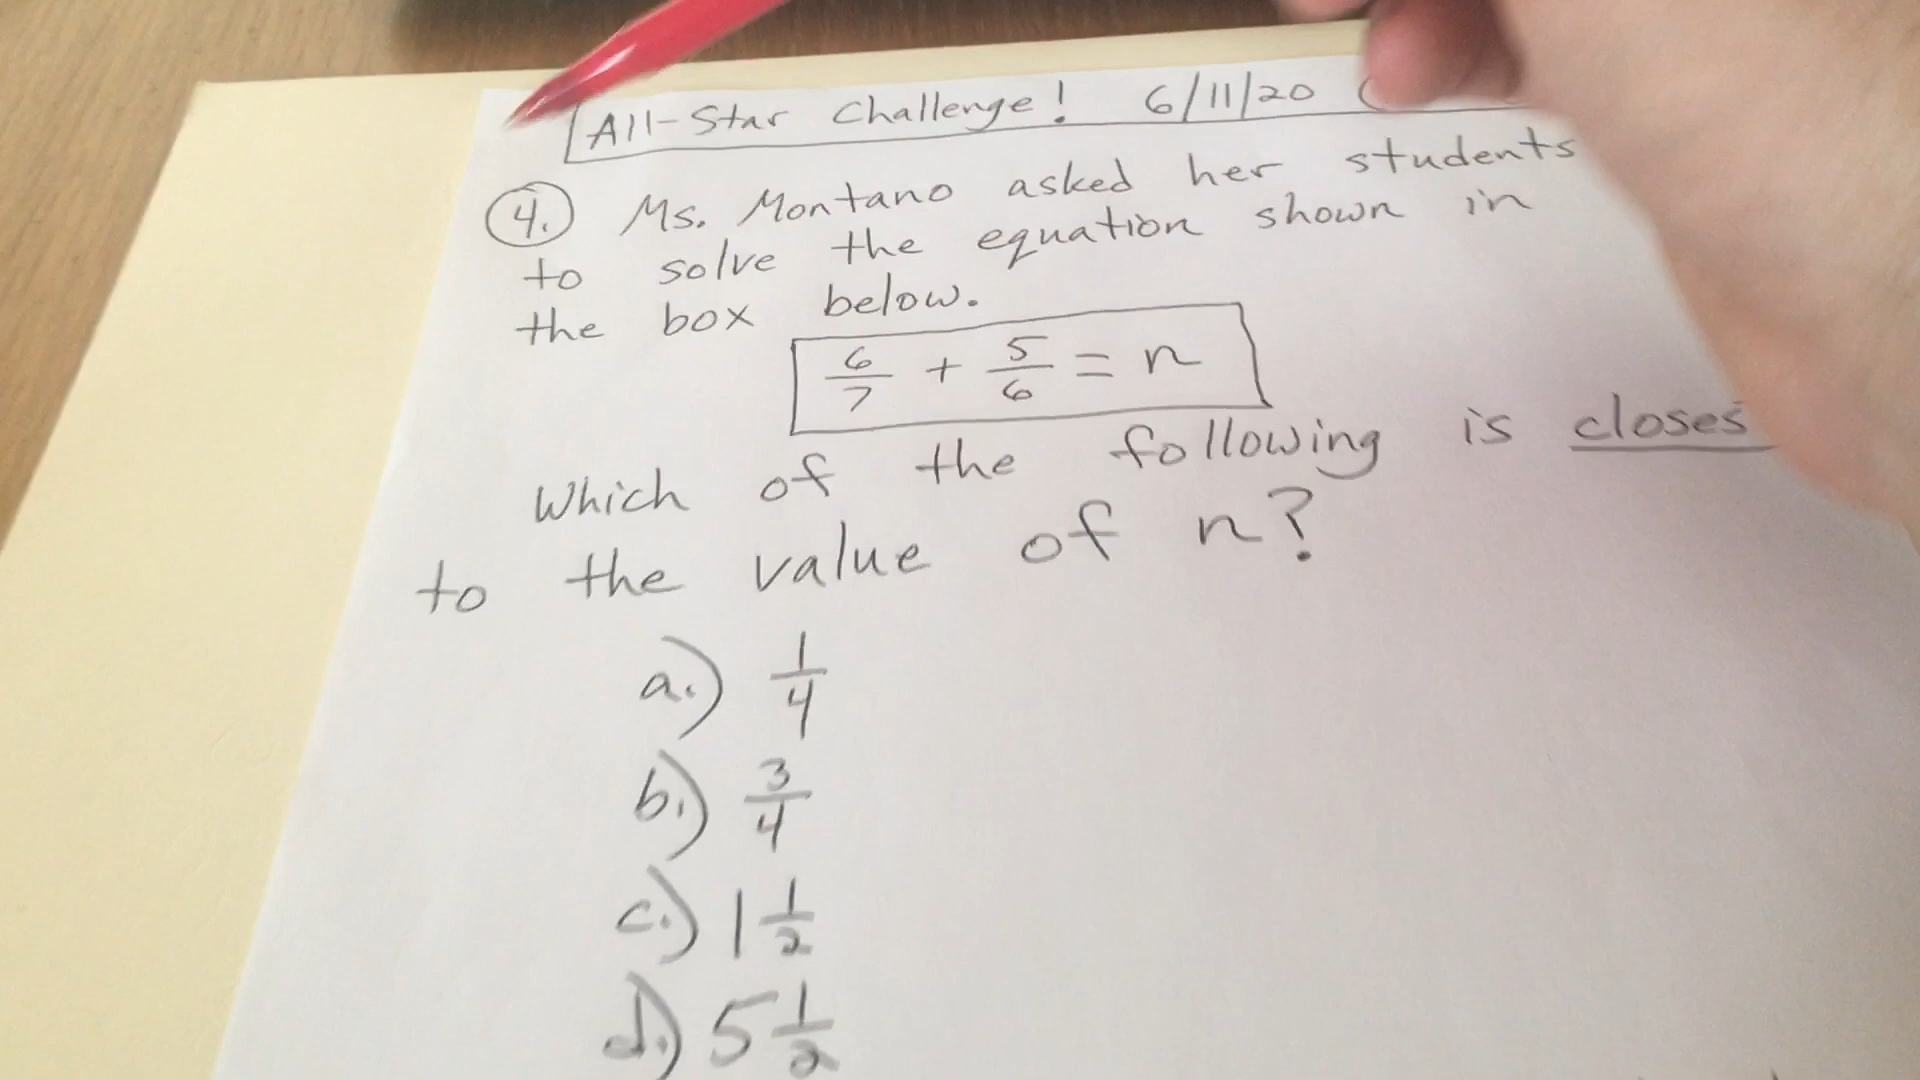 All-Star Challenge! 6/11/20
4. Ms. Montano asked her students
to solve the equation shown in
the box below.
6/7 + 5/6 = n
Which of the following is closes
to the value of n?
a.) 1/4
b.) 3/4
c.) 1 1/2
d.) 5 1/2